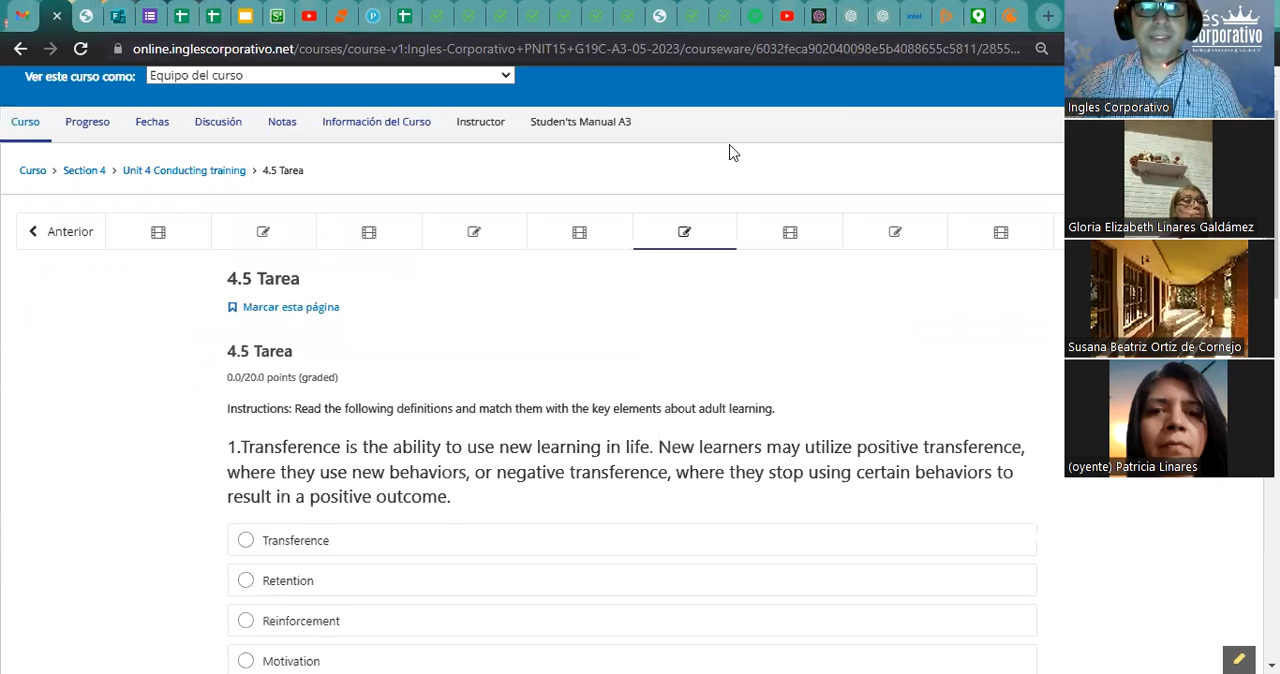 online.inglescorporativo.net/courses/course-v1:Ingles-Corporativo+PNIT15+G19C-A3-05-2023/courseware/6032feca902040098e5b4088655c5811/2855...
Ver este curso como:
Equipo del curso
Curso
Progreso
Fechas
Discusión
Notas
Información del Curso
Instructor
Studen'ts Manual A3
Curso > Section 4 > Unit 4 Conducting training > 4.5 Tarea
Anterior
4.5 Tarea
Marcar esta página
4.5 Tarea
0.0/20.0 points (graded)
Instructions: Read the following definitions and match them with the key elements about adult learning.
1.Transference is the ability to use new learning in life. New learners may utilize positive transference,
where they use new behaviors, or negative transference, where they stop using certain behaviors to
result in a positive outcome.
Transference
Retention
Reinforcement
Motivation
Ingles Corporativo
Gloria Elizabeth Linares Galdámez
Susana Beatriz Ortiz de Cornejo
(oyente) Patricia Linares